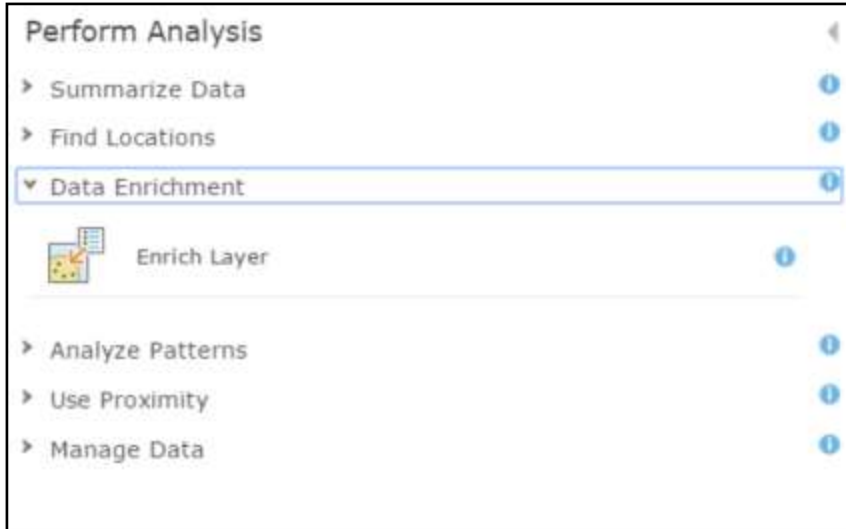 Perform Analysis
Summarize Data
Find Locations
Data Enrichment
Enrich Layer
Analyze Patterns
Use Proximity
Manage Data